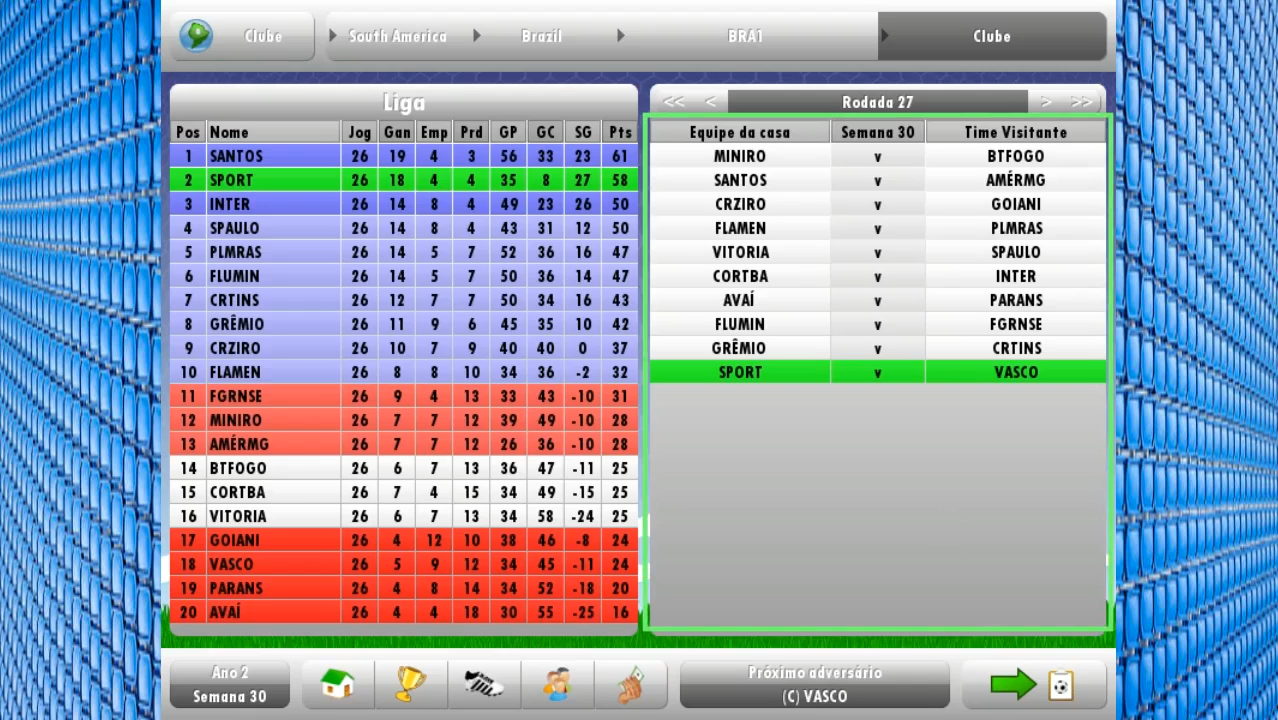 Clube South America Brazil BRA1 Clube
Liga
Pos Nome Jog Gan Emp Prd GP GC SG Pts
1 SANTOS 26 19 4 3 56 33 23 61
2 SPORT 26 18 4 4 35 8 27 58
3 INTER 26 14 8 4 49 23 26 50
4 SPAULO 26 14 8 4 43 31 12 50
5 PLMRAS 26 14 5 7 52 36 16 47
6 FLUMIN 26 14 5 7 50 36 14 47
7 CRTINS 26 12 7 7 50 34 16 43
8 GRÊMIO 26 11 9 6 45 35 10 42
9 CRZIRO 26 10 7 9 40 40 0 37
10 FLAMEN 26 8 8 10 34 36 -2 32
11 FGRNSE 26 9 4 13 33 43 -10 31
12 MINIRO 26 7 7 12 39 49 -10 28
13 AMÉRMG 26 7 7 12 26 36 -10 28
14 BTFOGO 26 6 7 13 36 47 -11 25
15 CORTBA 26 7 4 15 34 49 -15 25
16 VITORIA 26 6 7 13 34 58 -24 25
17 GOIANI 26 4 12 10 38 46 -8 24
18 VASCO 26 5 9 12 34 45 -11 24
19 PARANS 26 4 8 14 34 52 -18 20
20 AVAÍ 26 4 4 18 30 55 -25 16
<< < Rodada 27 > >>
Equipe da casa Semana 30 Time Visitante
MINIRO v BTFOGO
SANTOS v AMÉRMG
CRZIRO v GOIANI
FLAMEN v PLMRAS
VITORIA v SPAULO
CORTBA v INTER
AVAÍ v PARANS
FLUMIN v FGRNSE
GRÊMIO v CRTINS
SPORT v VASCO
Ano 2
Semana 30
Próximo adversário
(C) VASCO